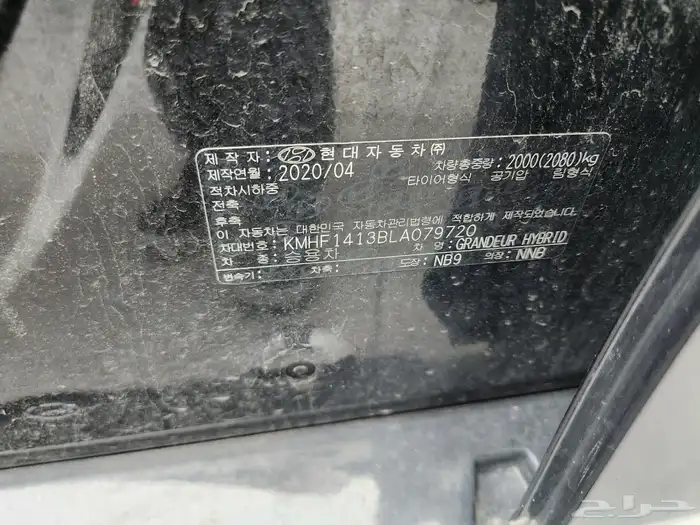 제 작 자 : 현대자동차㈜
제작연월 : 2020/04 차량총중량 : 2000(2080)kg
적차시하중 타이어형식 공기압 림형식
전축
후축
이 자동차는 대한민국 자동차관리법령에 적합하게 제작되었음
차대번호 : KMHF1413BLA079720
차 명 : GRANDEUR HYBRID
차 종 : 승용차 도장 : NB9 의장 : NNB
변속기 : 차축 :
حراج